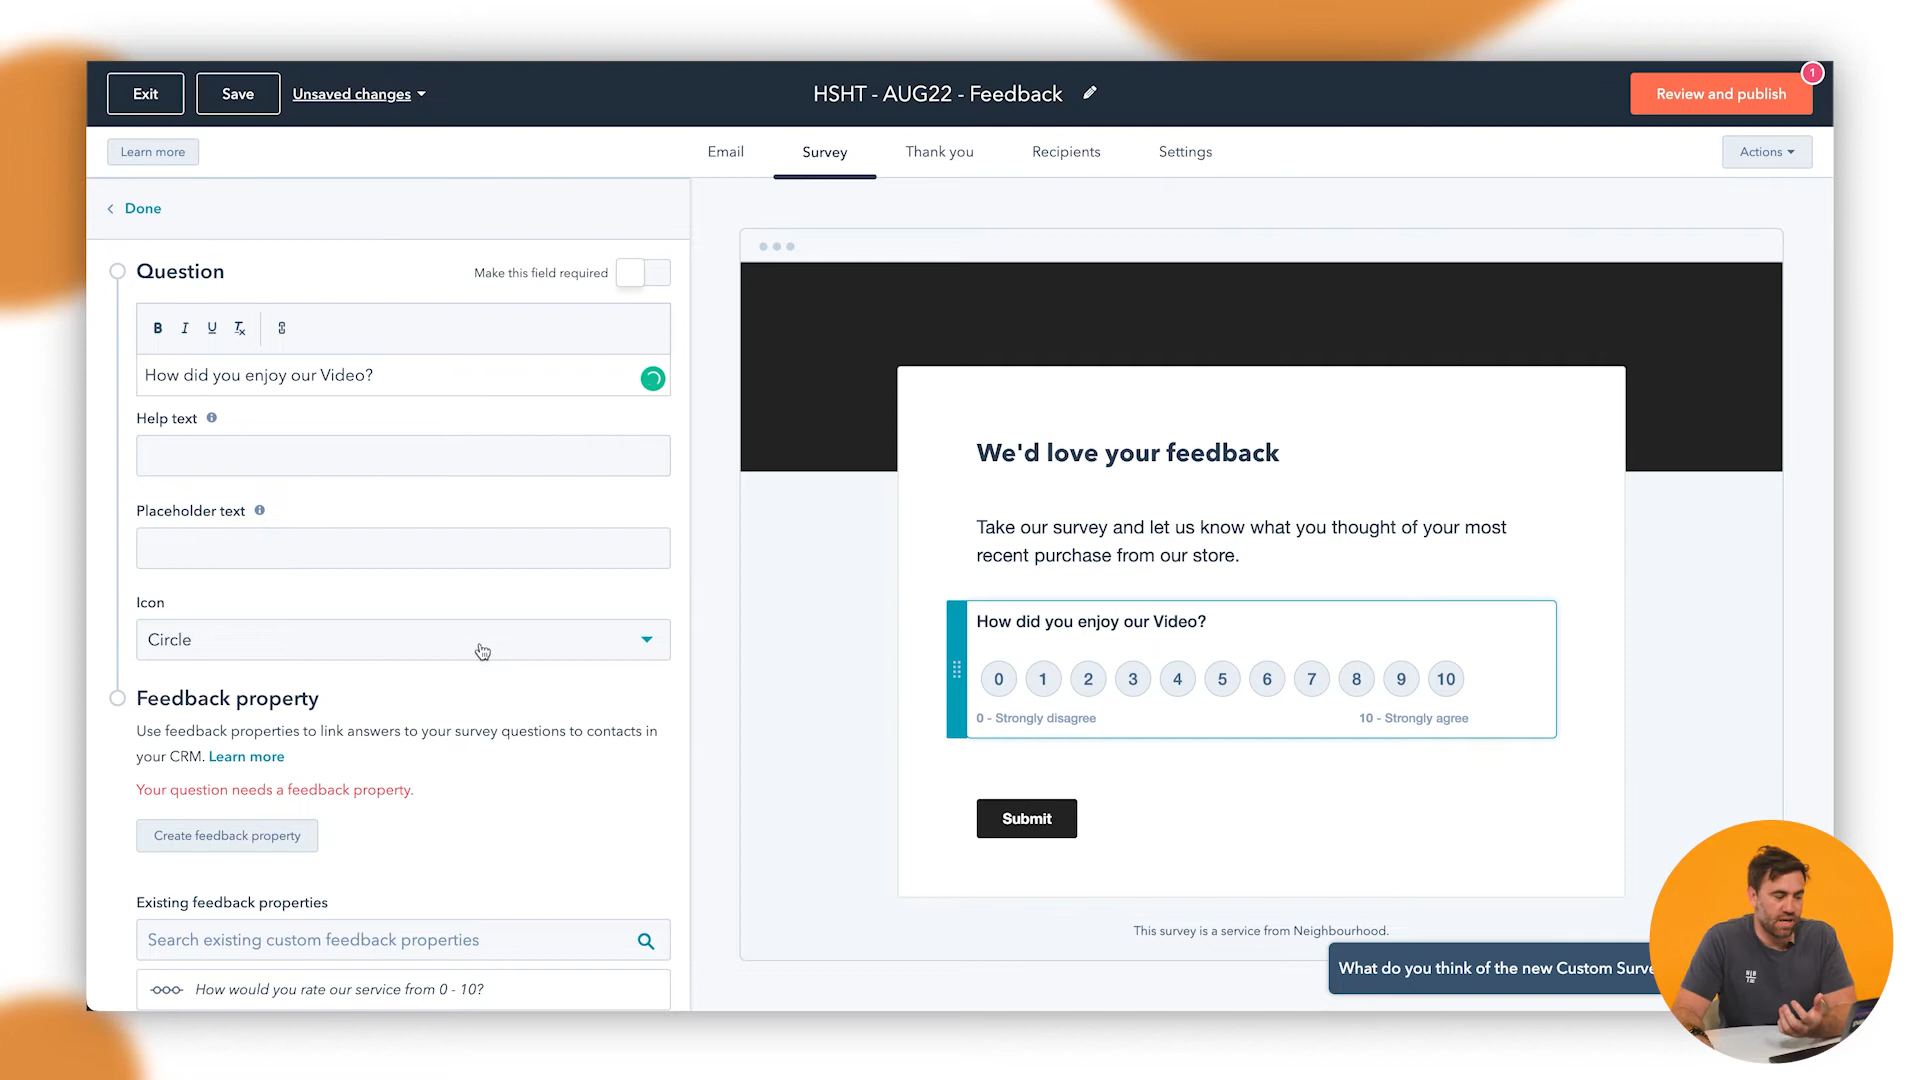 Exit
Save
Unsaved changes
HSHT - AUG22 - Feedback
Review and publish
1
Learn more
Email
Survey
Thank you
Recipients
Settings
Actions
Done
Question
Make this field required
B I U Tx
How did you enjoy our Video?
Help text
Placeholder text
Icon
Circle
Feedback property
Use feedback properties to link answers to your survey questions to contacts in
your CRM. Learn more
Your question needs a feedback property.
Create feedback property
Existing feedback properties
Search existing custom feedback properties
How would you rate our service from 0 - 10?
We'd love your feedback
Take our survey and let us know what you thought of your most
recent purchase from our store.
How did you enjoy our Video?
0 1 2 3 4 5 6 7 8 9 10
0 - Strongly disagree
10 - Strongly agree
Submit
This survey is a service from Neighbourhood.
What do you think of the new Custom Surve